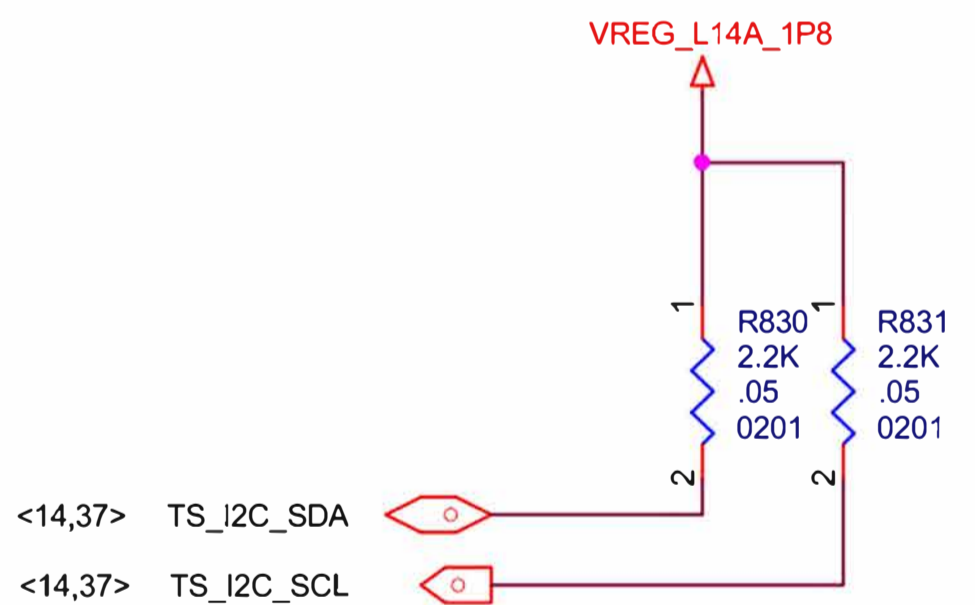 VREG_L14A_1P8
1
R830
2.2K
.05
0201
2
1
R831
2.2K
.05
0201
2
<14,37> TS_I2C_SDA
<14,37> TS_I2C_SCL